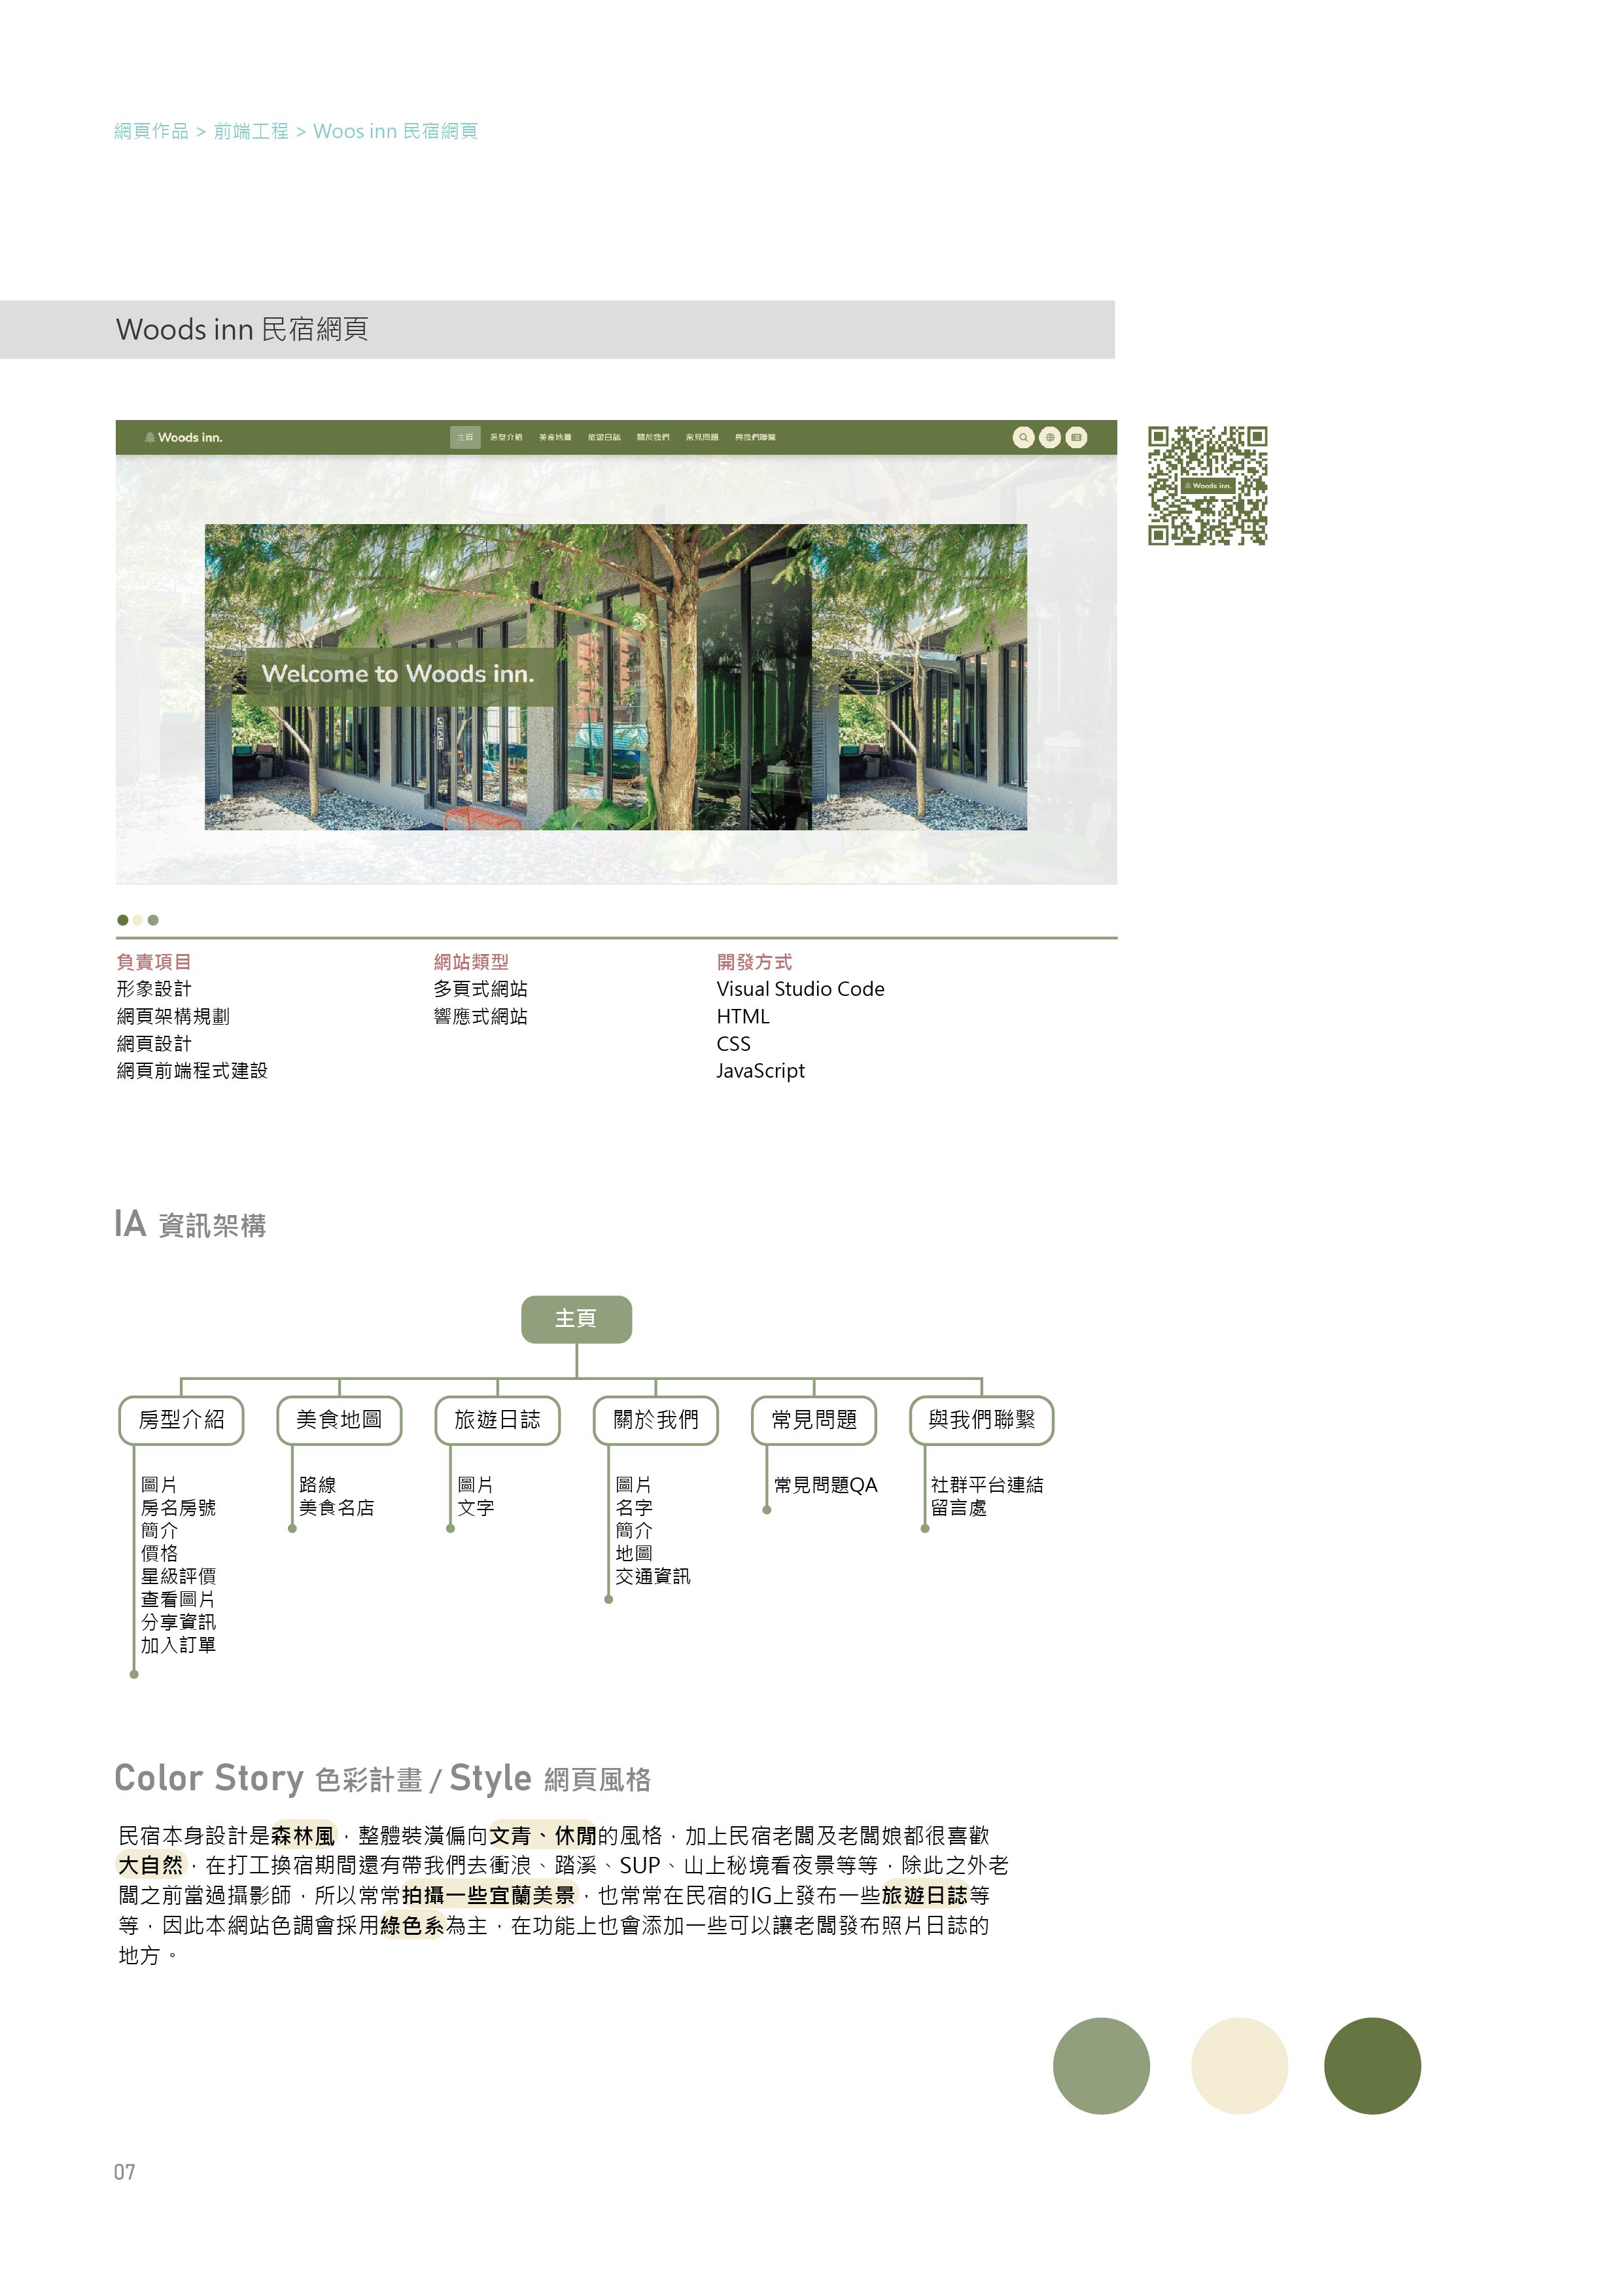 網頁作品 > 前端工程 > Woos inn 民宿網頁
Woods inn 民宿網頁
Woods inn.
主頁 房型介紹 美食地圖 旅遊日誌 關於我們 常見問題 與我們聯繫
Woods inn.
Welcome to Woods inn.
負責項目
形象設計
網頁架構規劃
網頁設計
網頁前端程式建設
網站類型
多頁式網站
響應式網站
開發方式
Visual Studio Code
HTML
CSS
JavaScript
IA 資訊架構
主頁
房型介紹
圖片
房名房號
簡介
價格
星級評價
查看圖片
分享資訊
加入訂單
美食地圖
路線
美食名店
旅遊日誌
圖片
文字
關於我們
圖片
名字
簡介
地圖
交通資訊
常見問題
常見問題QA
與我們聯繫
社群平台連結
留言處
Color Story 色彩計畫 / Style 網頁風格
民宿本身設計是森林風，整體裝潢偏向文青、休閒的風格，加上民宿老闆及老闆娘都很喜歡
大自然，在打工換宿期間還有帶我們去衝浪、踏溪、SUP、山上秘境看夜景等等，除此之外老
闆之前當過攝影師，所以常常拍攝一些宜蘭美景，也常常在民宿的IG上發布一些旅遊日誌等
等，因此本網站色調會採用綠色系為主，在功能上也會添加一些可以讓老闆發布照片日誌的
地方。
07